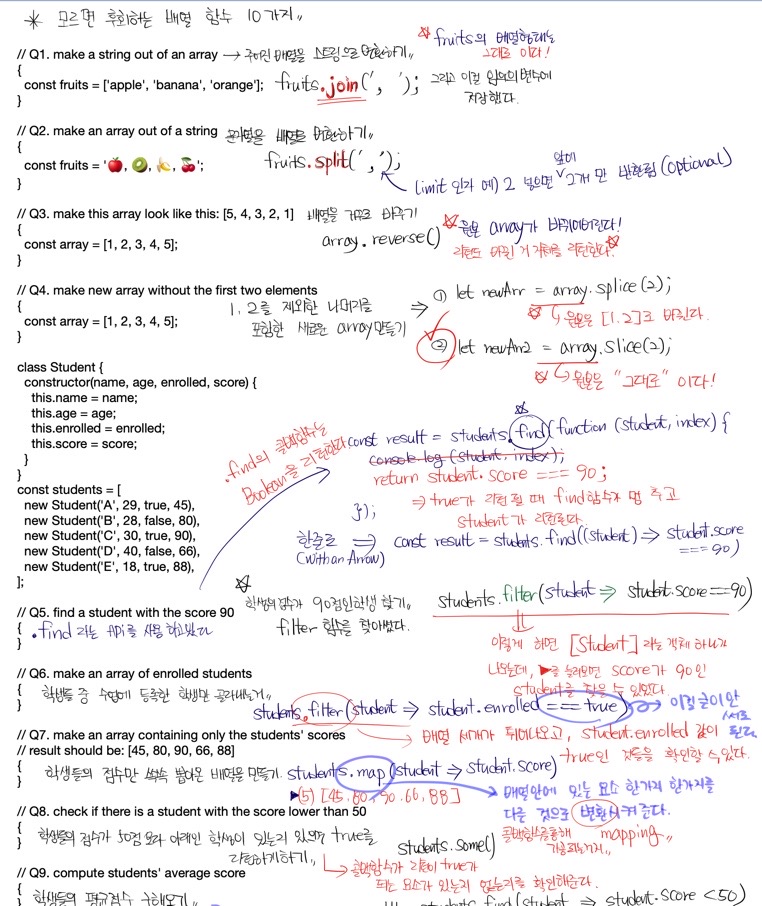 * 모르면 후회하는 배열 함수 10가지
// Q1. make a string out of an array → 주어진 배열을 스트링으로 변환하기
{
const fruits = ['apple', 'banana', 'orange']; fruits.join(', ');
}
fruits의 배열형태는
그대로 이다!
그리고 이걸 임의의 변수에
저장했다.
// Q2. make an array out of a string 문자열을 배열로 변환하기
{
const fruits = '🍎, 🥝, 🍌, 🍒'; fruits.split(',');
}
limit 인자 예) 2 넣으면 앞에 2개만 반환됨 (optional)
// Q3. make this array look like this: [5, 4, 3, 2, 1] 배열을 거꾸로 바꾸기
{
const array = [1, 2, 3, 4, 5]; array.reverse()
}
원본 array가 바뀌어버린다!
리턴도 바뀐 거 자체를 리턴한다.
// Q4. make new array without the first two elements
{
const array = [1, 2, 3, 4, 5];
}
1, 2를 제외한 나머지를
포함한 새로운 array 만들기
⇒ ① let newArr = array.splice(2);
↳ 원본은 [1.2]로 바뀐다.
② let newArr2 = array.slice(2);
↳ 원본은 "그대로" 이다!
class Student {
constructor(name, age, enrolled, score) {
this.name = name;
this.age = age;
this.enrolled = enrolled;
this.score = score;
}
}
const students = [
new Student('A', 29, true, 45),
new Student('B', 28, false, 80),
new Student('C', 30, true, 90),
new Student('D', 40, false, 66),
new Student('E', 18, true, 88),
];
.find의 콜백함수는
Boolean을 리턴한다
const result = students.find(function (student, index) {
console.log (student, index);
return student.score === 90;
⇒ true가 리턴 될 때 find함수가 멈추고
student가 리턴된다
});
한줄로 ⇒ const result = students.find((student) ⇒ student.score
(With an Arrow) === 90)
// Q5. find a student with the score 90
{
.find 라는 API를 사용하고있다
}
학생의 점수가 90점인 학생 찾기
filter 함수를 찾아썼다.
students.filter(student ⇒ student.score==90)
이렇게 하면 [Student] 라는 객체 하나가
나오는데, ▶를 눌러보면 score가 90인
student를 찾을 수 있었다.
// Q6. make an array of enrolled students
{
학생들 중 수업에 등록한 학생만 골라내는거
}
students.filter(student ⇒ student.enrolled === true) → 이걸 굳이 안
써도 된다.
→ 배열 세개가 튀어나오고, student.enrolled 값이
true인 것들을 확인할 수 있다.
// Q7. make an array containing only the students' scores
// result should be: [45, 80, 90, 66, 88]
{
학생들의 점수만 쏙쏙 뽑아온 배열을 만들기. students.map(student ⇒ student.score)
}
▶(5) [45, 80, 90, 66, 88]
→ 배열안에 있는 요소 한가지 한가지를
다른 것으로 변환시켜준다.
콜백함수를 통해 mapping
가공되는거지
// Q8. check if there is a student with the score lower than 50
{
학생들의 점수가 50점 보다 아래인 학생이 있는지 있으면 true를
리턴하게하기
}
students.some()
↳ 콜백함수가 리턴이 true가
되는 요소가 있는지 없는지를 확인해준다.
// Q9. compute students' average score
{
학생들의 평균점수 구해오기
students.find(student ⇒ student.score <50)